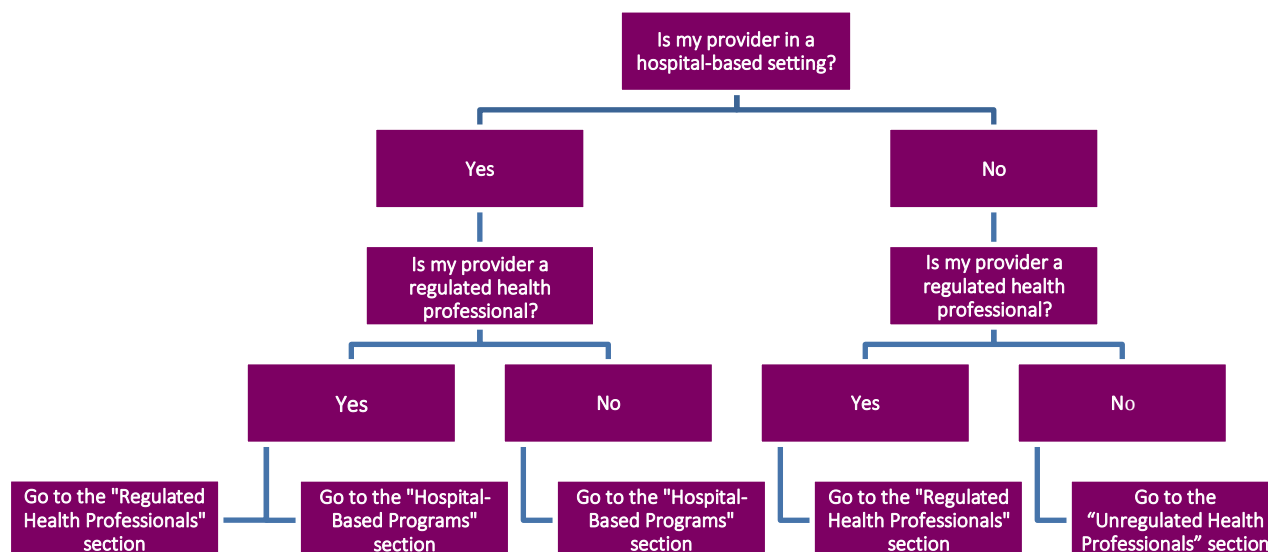 Is my provider in a
hospital-based setting?
Yes
No
Is my provider a
regulated health
professional?
Is my provider a
regulated health
professional?
Yes
No
Yes
No
Go to the "Regulated
Health Professionals"
section
Go to the "Hospital-
Based Programs"
section
Go to the "Hospital-
Based Programs"
section
Go to the "Regulated
Health Professionals"
section
Go to the
“Unregulated Health
Professionals” section